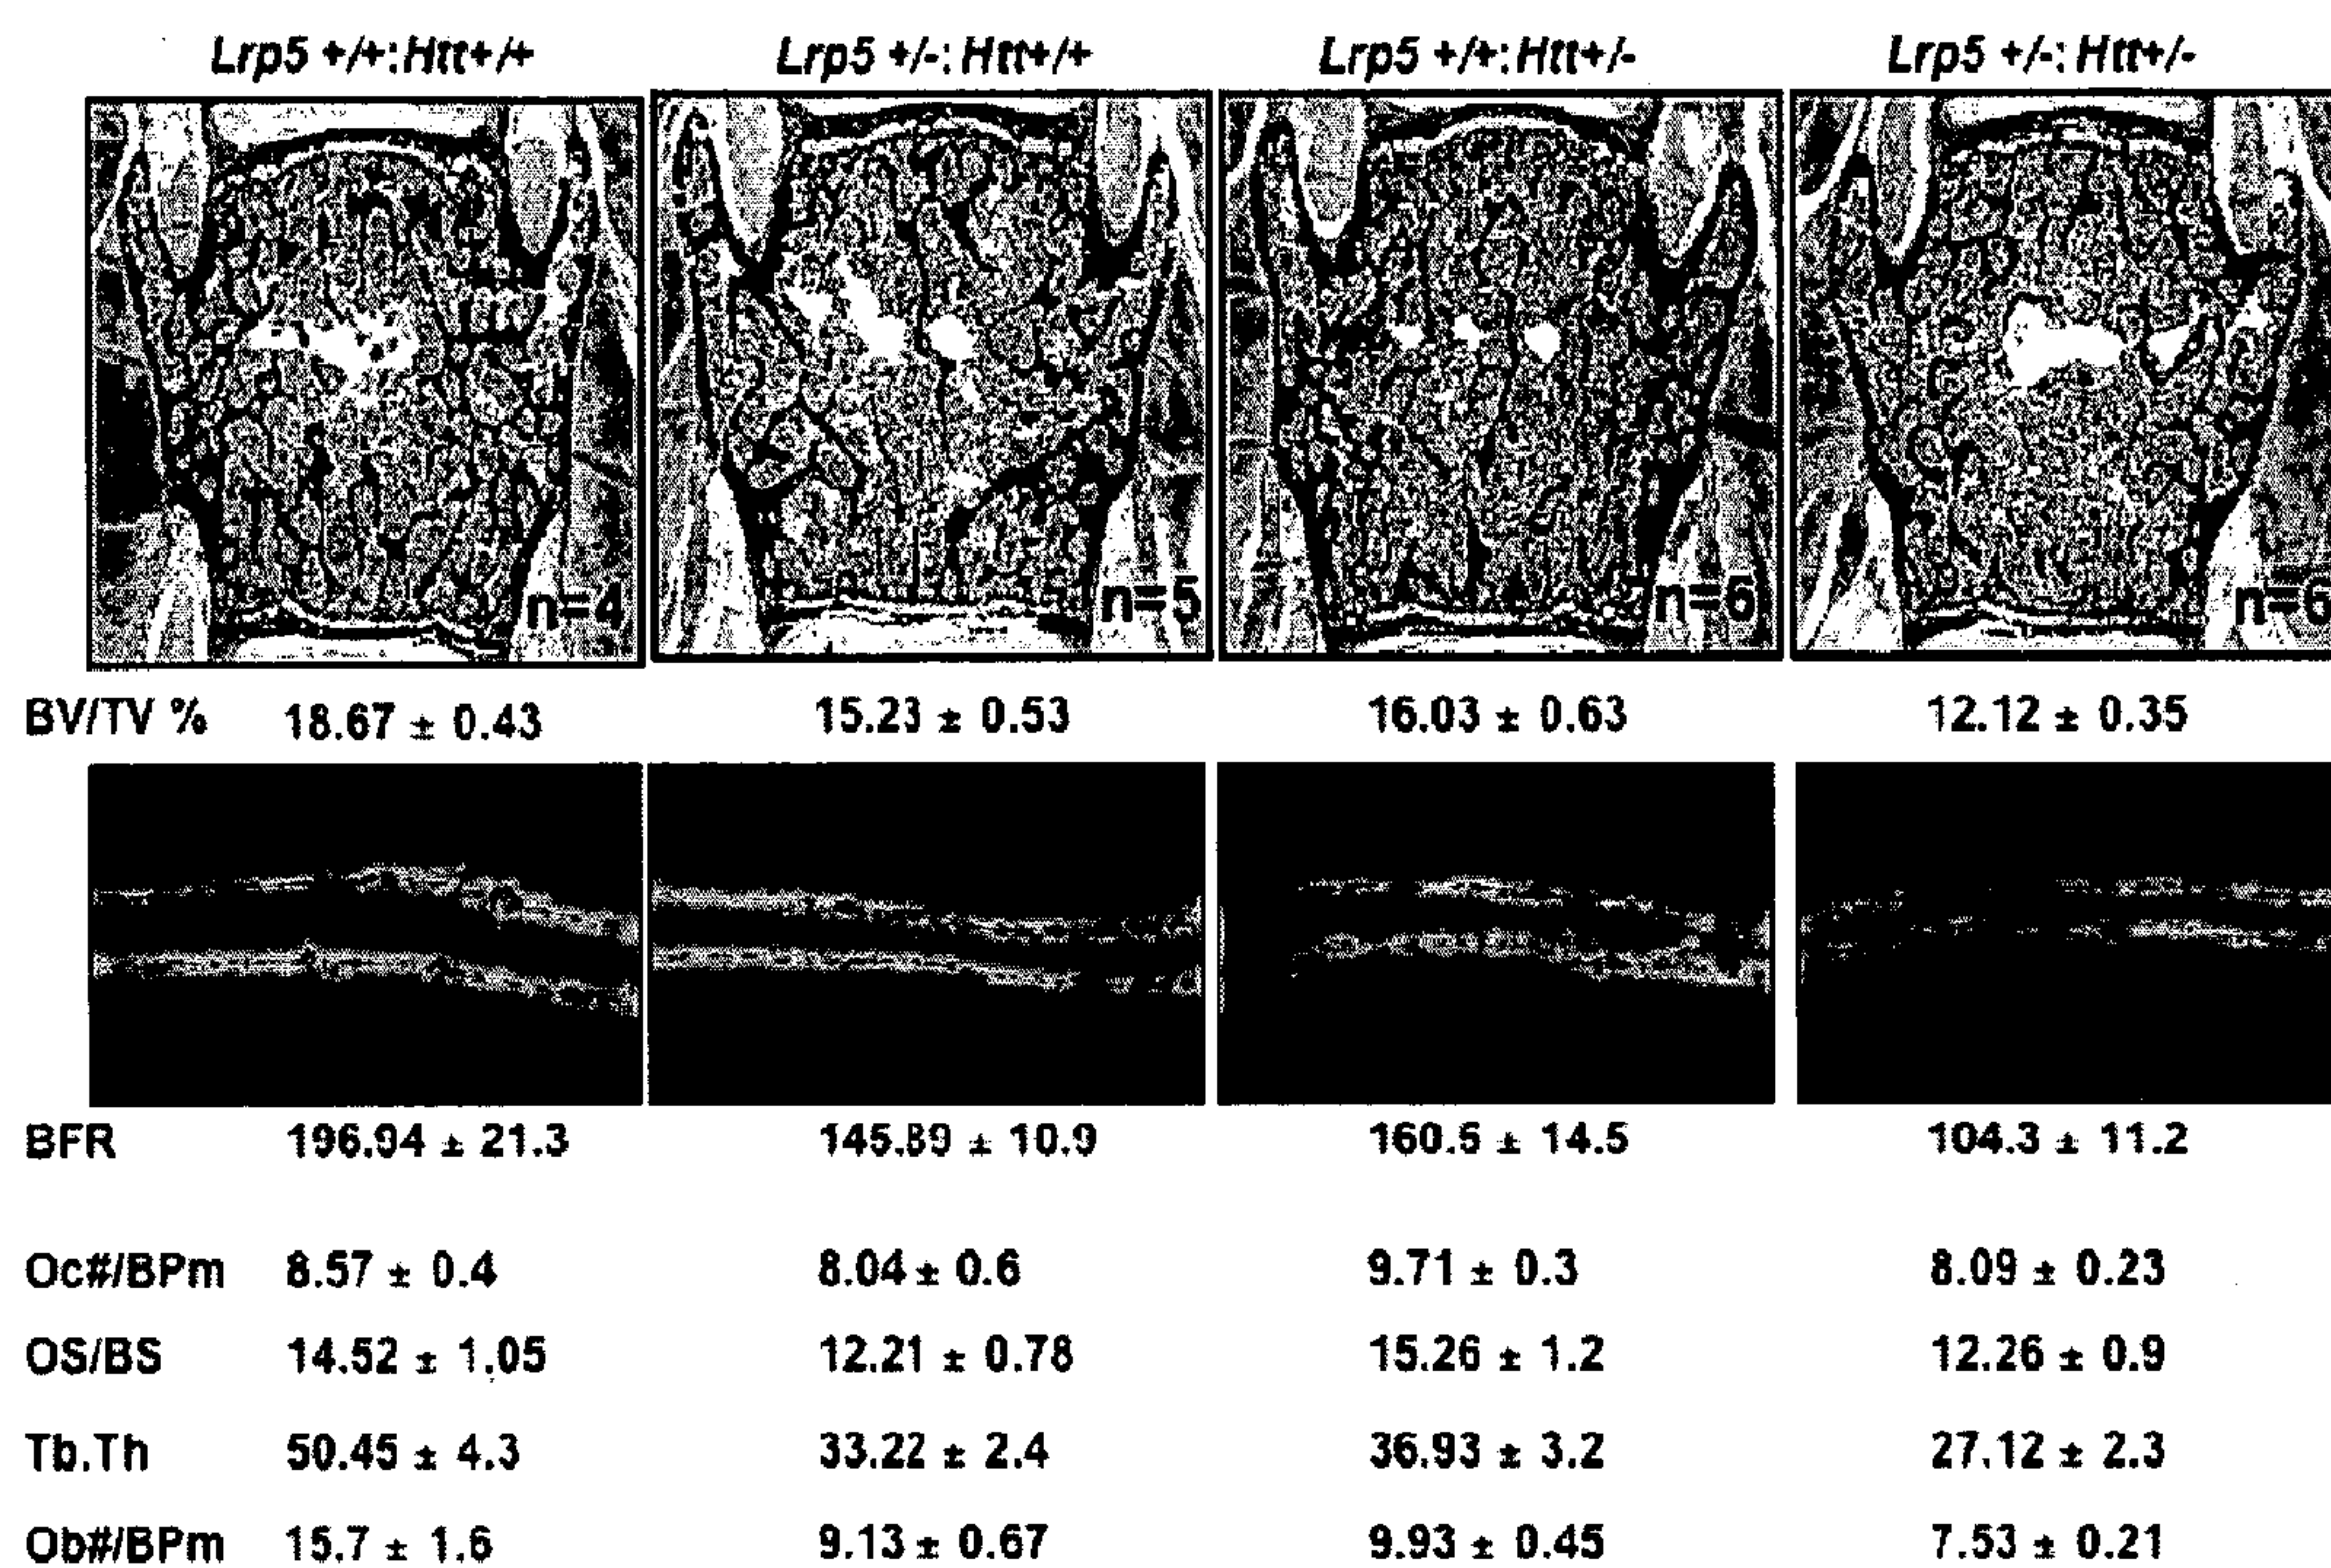 Lrp5 +/+:Htt+/+ Lrp5 +/-: Htt+/+ Lrp5 +/+: Htt+/- Lrp5 +/-: Htt+/-
n=4 n=5 n=6 n=6
BV/TV % 18.67 ± 0.43 15.23 ± 0.53 16.03 ± 0.63 12.12 ± 0.35
BFR 196.94 ± 21.3 145.89 ± 10.9 160.5 ± 14.5 104.3 ± 11.2
Oc#/BPm 8.57 ± 0.4 8.04 ± 0.6 9.71 ± 0.3 8.09 ± 0.23
OS/BS 14.52 ± 1.05 12.21 ± 0.78 15.26 ± 1.2 12.26 ± 0.9
Tb.Th 50.45 ± 4.3 33.22 ± 2.4 36.93 ± 3.2 27.12 ± 2.3
Ob#/BPm 15.7 ± 1.6 9.13 ± 0.67 9.93 ± 0.45 7.53 ± 0.21